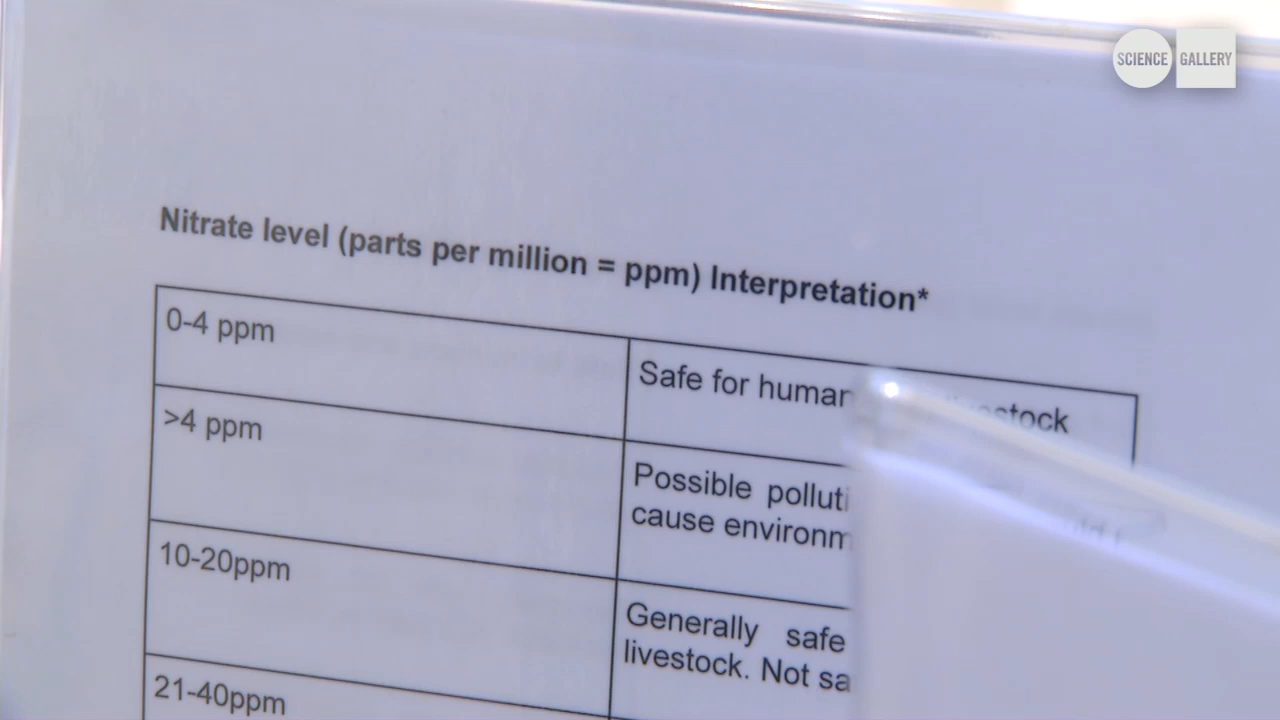 SCIENCE GALLERY
Nitrate level (parts per million = ppm) Interpretation*
0-4 ppm
Safe for human
>4 ppm
Possible polluti
cause environm
10-20ppm
Generally safe
livestock. Not sa
21-40ppm